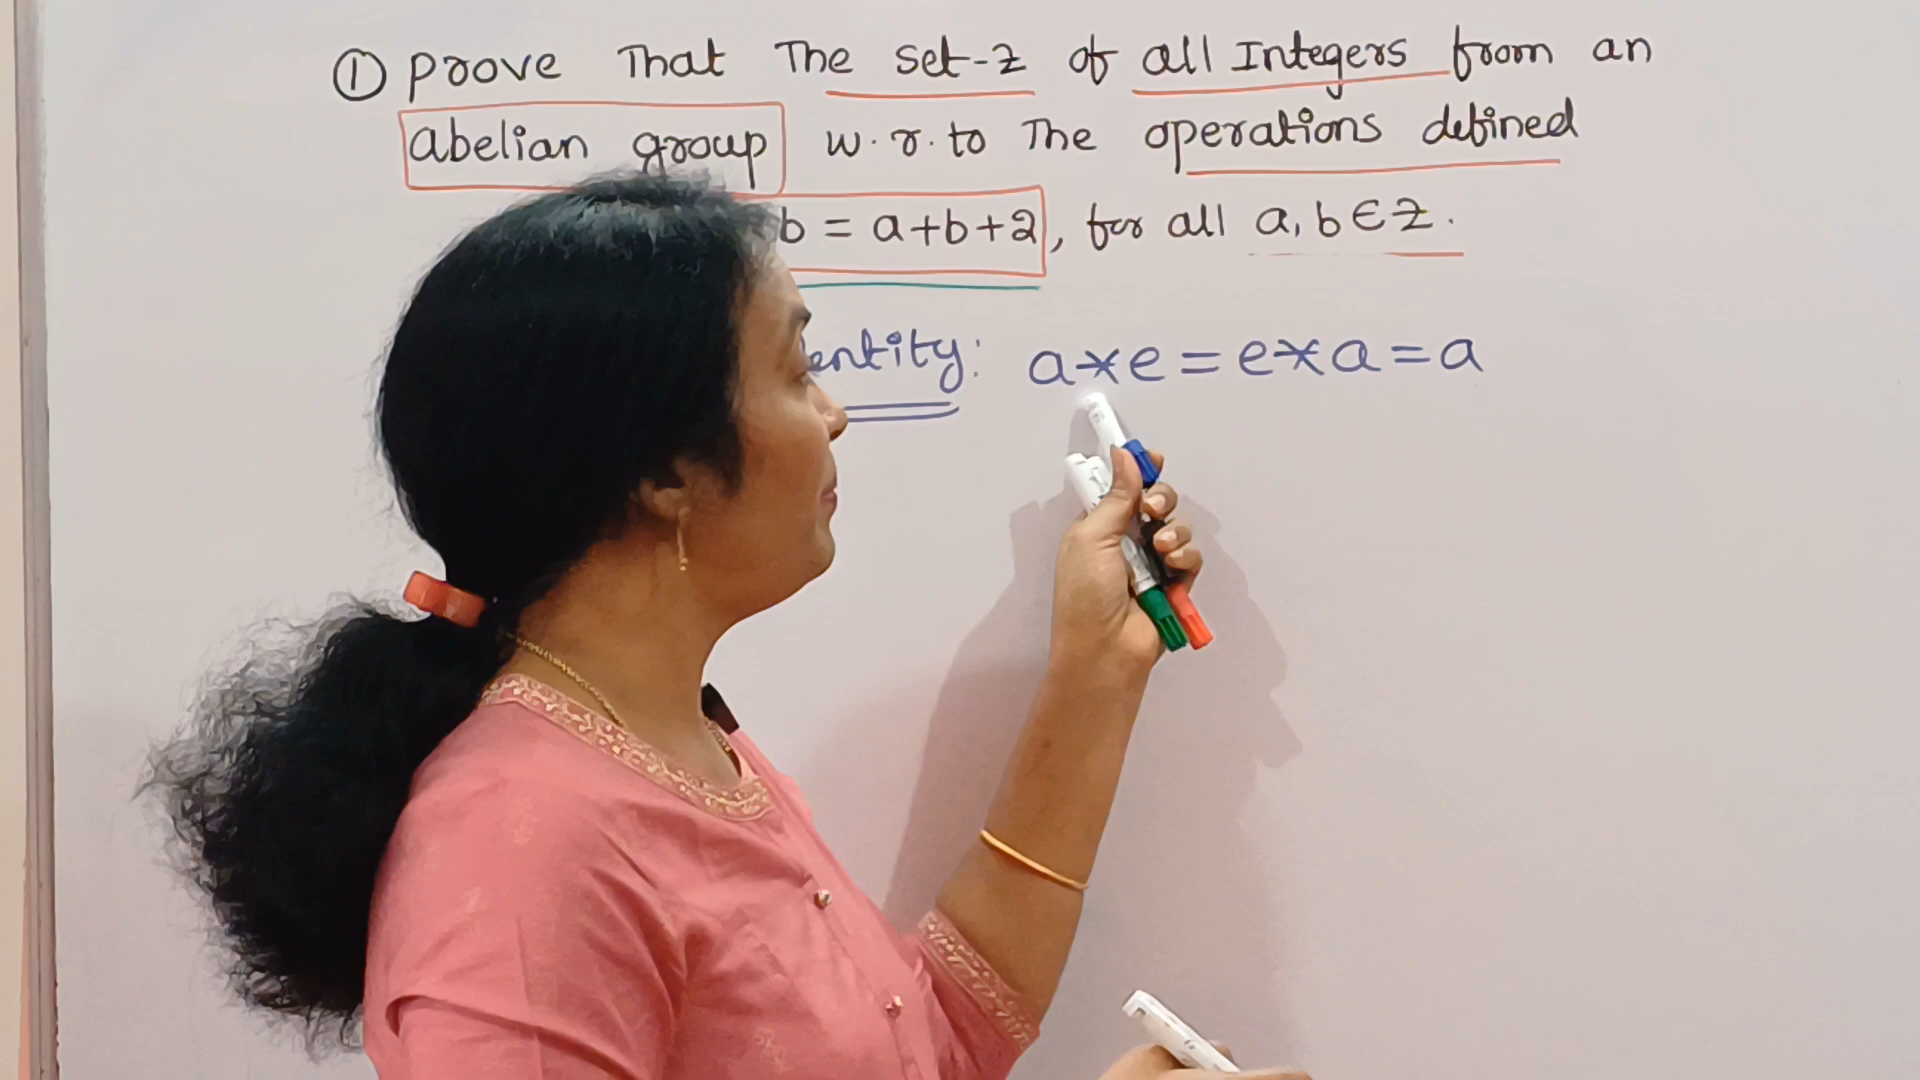 ① prove That The set-z of all Integers from an
abelian group w.r.to The operations defined
b = a+b+2, for all a, b ∈ z.
entity: a*e = e*a = a